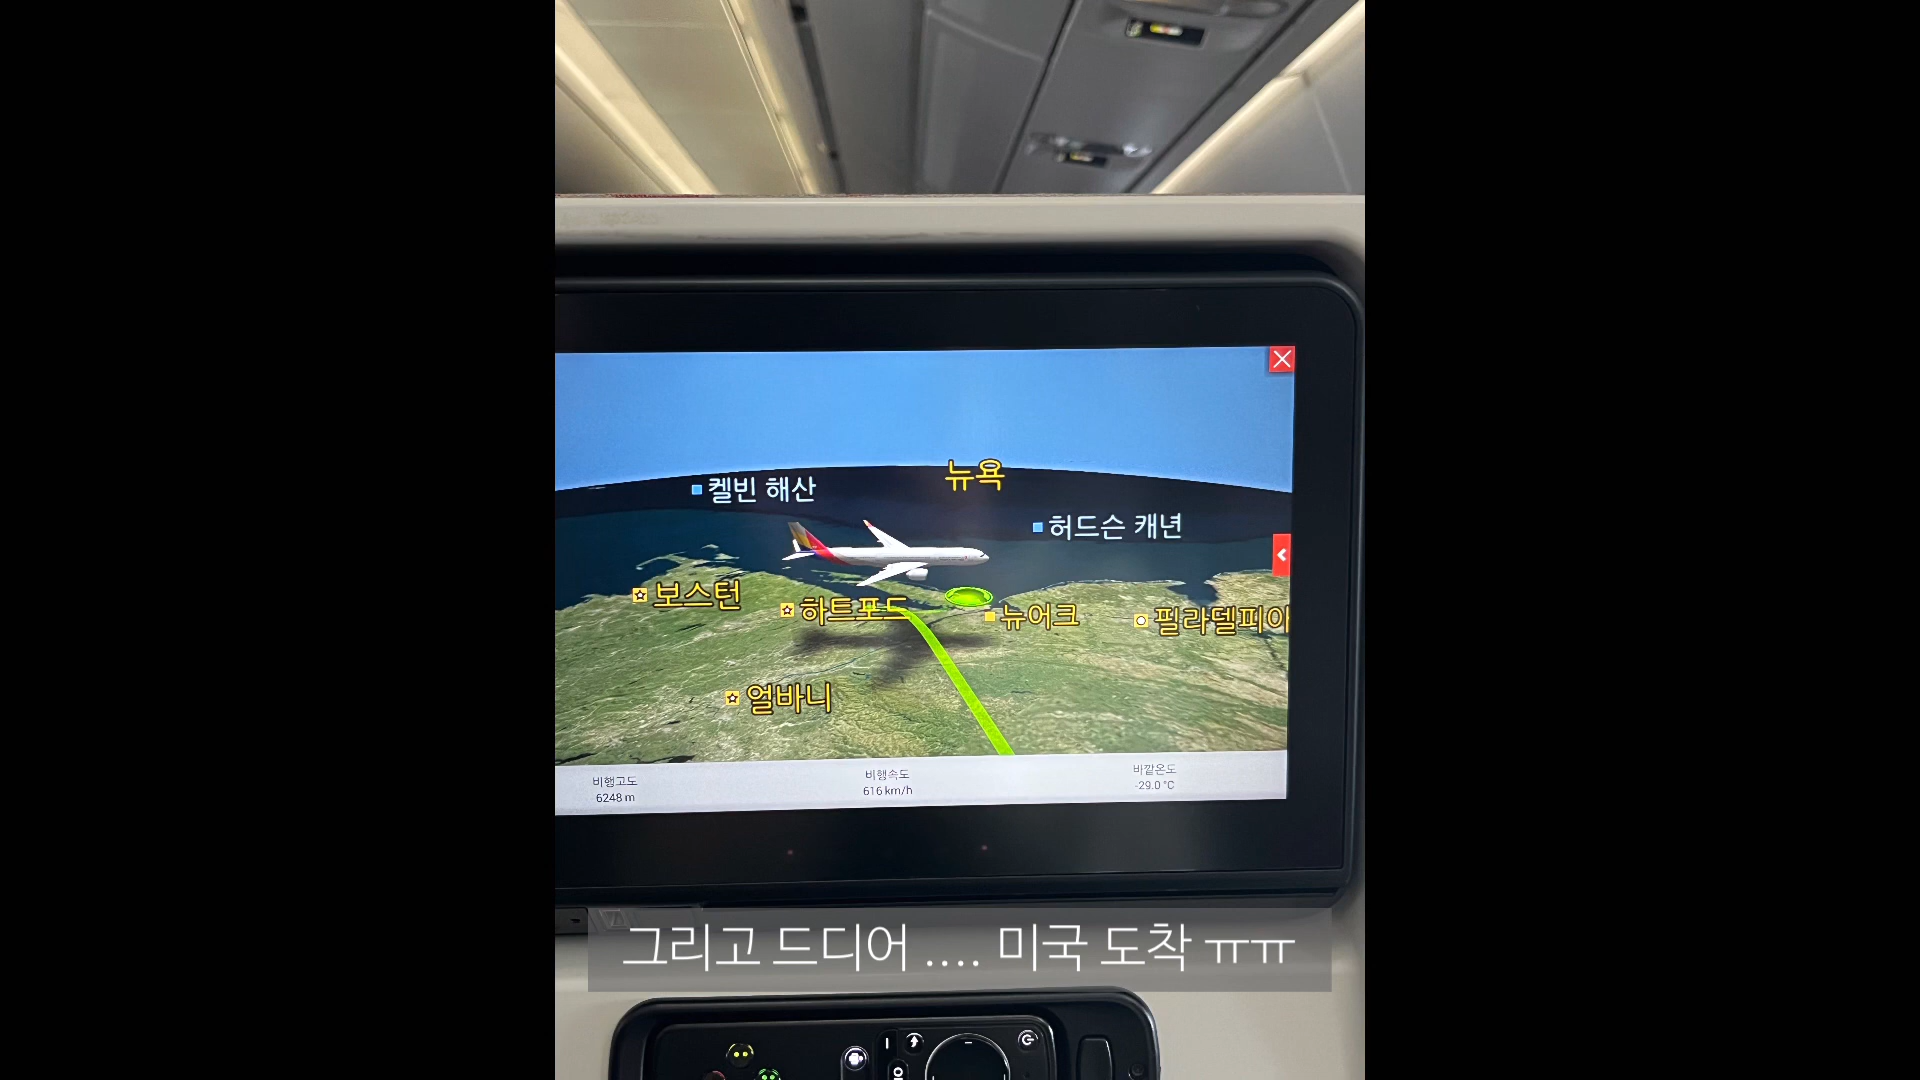 뉴욕
켈빈 해산
허드슨 캐년
보스턴
하트포드
뉴어크
필라델피아
얼바니
비행고도
6248 m
비행속도
616 km/h
바깥온도
-29.0 °C
그리고 드디어 .... 미국 도착 ㅠㅠ